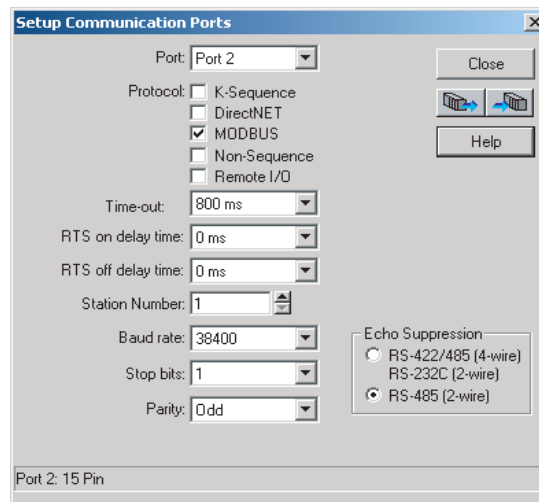 Setup Communication Ports
Port: Port 2
Close
Protocol: K-Sequence
DirectNET
MODBUS
Help
Non-Sequence
Remote I/O
Time-out: 800 ms
RTS on delay time: 0 ms
RTS off delay time: 0 ms
Station Number: 1
Baud rate: 38400
Echo Suppression
RS-422/485 (4-wire)
RS-232C (2-wire)
Stop bits: 1
RS-485 (2-wire)
Parity: Odd
Port 2: 15 Pin